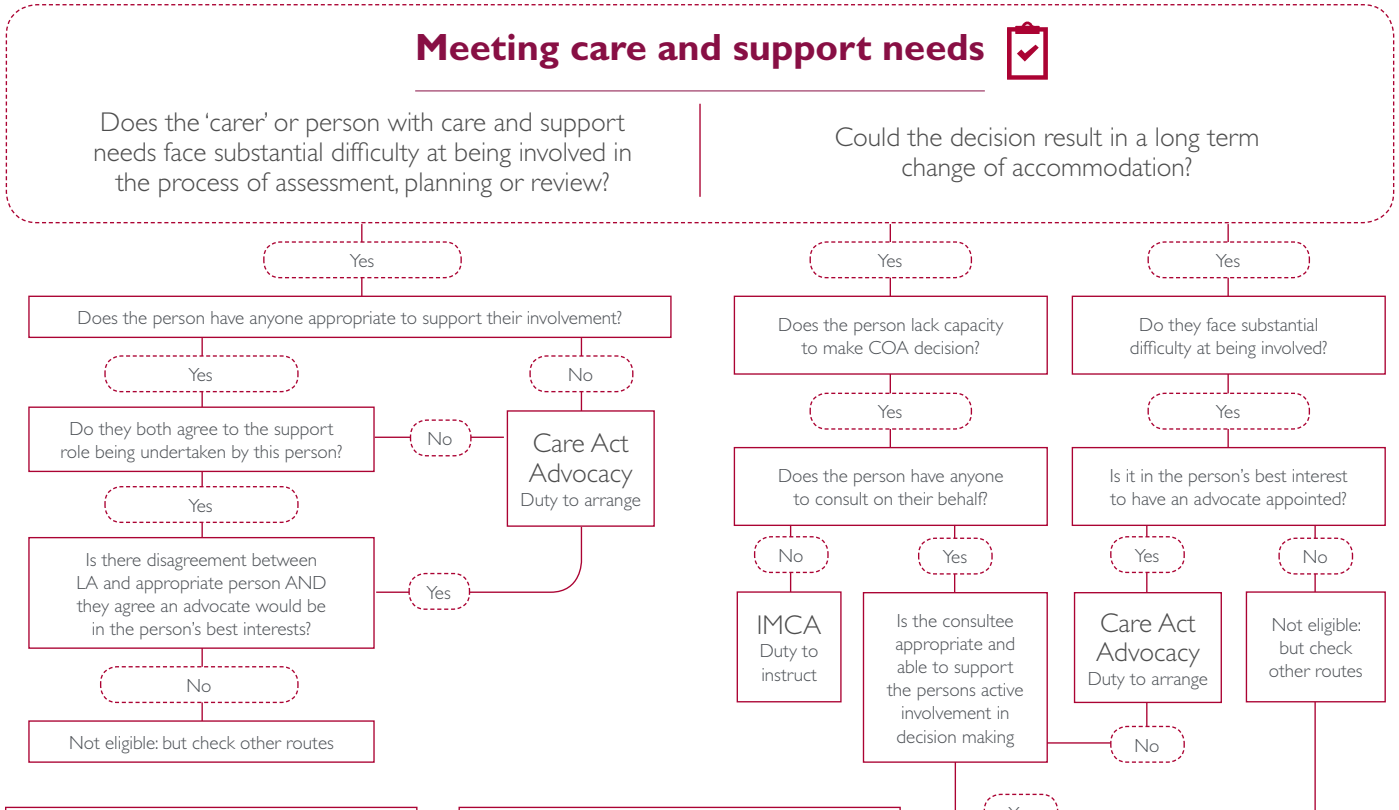 Meeting care and support needs
Does the ‘carer’ or person with care and support
needs face substantial difficulty at being involved in
the process of assessment, planning or review?
Could the decision result in a long term
change of accommodation?
Yes
Does the person have anyone appropriate to support their involvement?
Yes
No
Do they both agree to the support
role being undertaken by this person?
No
Care Act
Advocacy
Duty to arrange
Yes
Is there disagreement between
LA and appropriate person AND
they agree an advocate would be
in the person’s best interests?
Yes
No
Not eligible: but check other routes
Yes
Does the person lack capacity
to make COA decision?
Yes
Does the person have anyone
to consult on their behalf?
No
IMCA
Duty to
instruct
Yes
Is the consultee
appropriate and
able to support
the persons active
involvement in
decision making
No
Yes
Do they face substantial
difficulty at being involved?
Yes
Is it in the person’s best interest
to have an advocate appointed?
Yes
Care Act
Advocacy
Duty to arrange
No
Not eligible:
but check
other routes